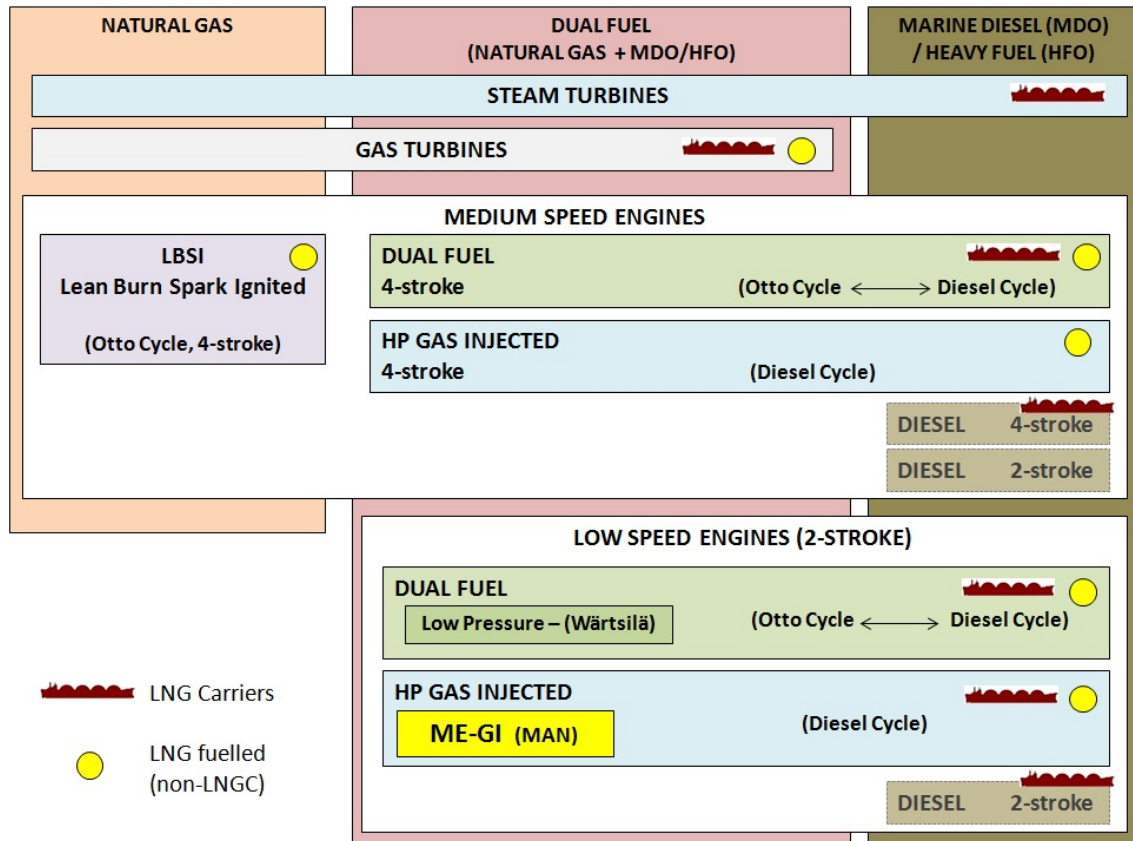 NATURAL GAS
DUAL FUEL
(NATURAL GAS + MDO/HFO)
MARINE DIESEL (MDO)
/ HEAVY FUEL (HFO)
STEAM TURBINES
GAS TURBINES
MEDIUM SPEED ENGINES
LBSI
Lean Burn Spark Ignited
(Otto Cycle, 4-stroke)
DUAL FUEL
4-stroke
(Otto Cycle
Diesel Cycle)
HP GAS INJECTED
4-stroke
(Diesel Cycle)
DIESEL 4-stroke
DIESEL 2-stroke
LOW SPEED ENGINES (2-STROKE)
DUAL FUEL
Low Pressure – (Wärtsilä)
(Otto Cycle
Diesel Cycle)
HP GAS INJECTED
ME-GI (MAN)
(Diesel Cycle)
DIESEL 2-stroke
LNG Carriers
LNG fuelled
(non-LNGC)